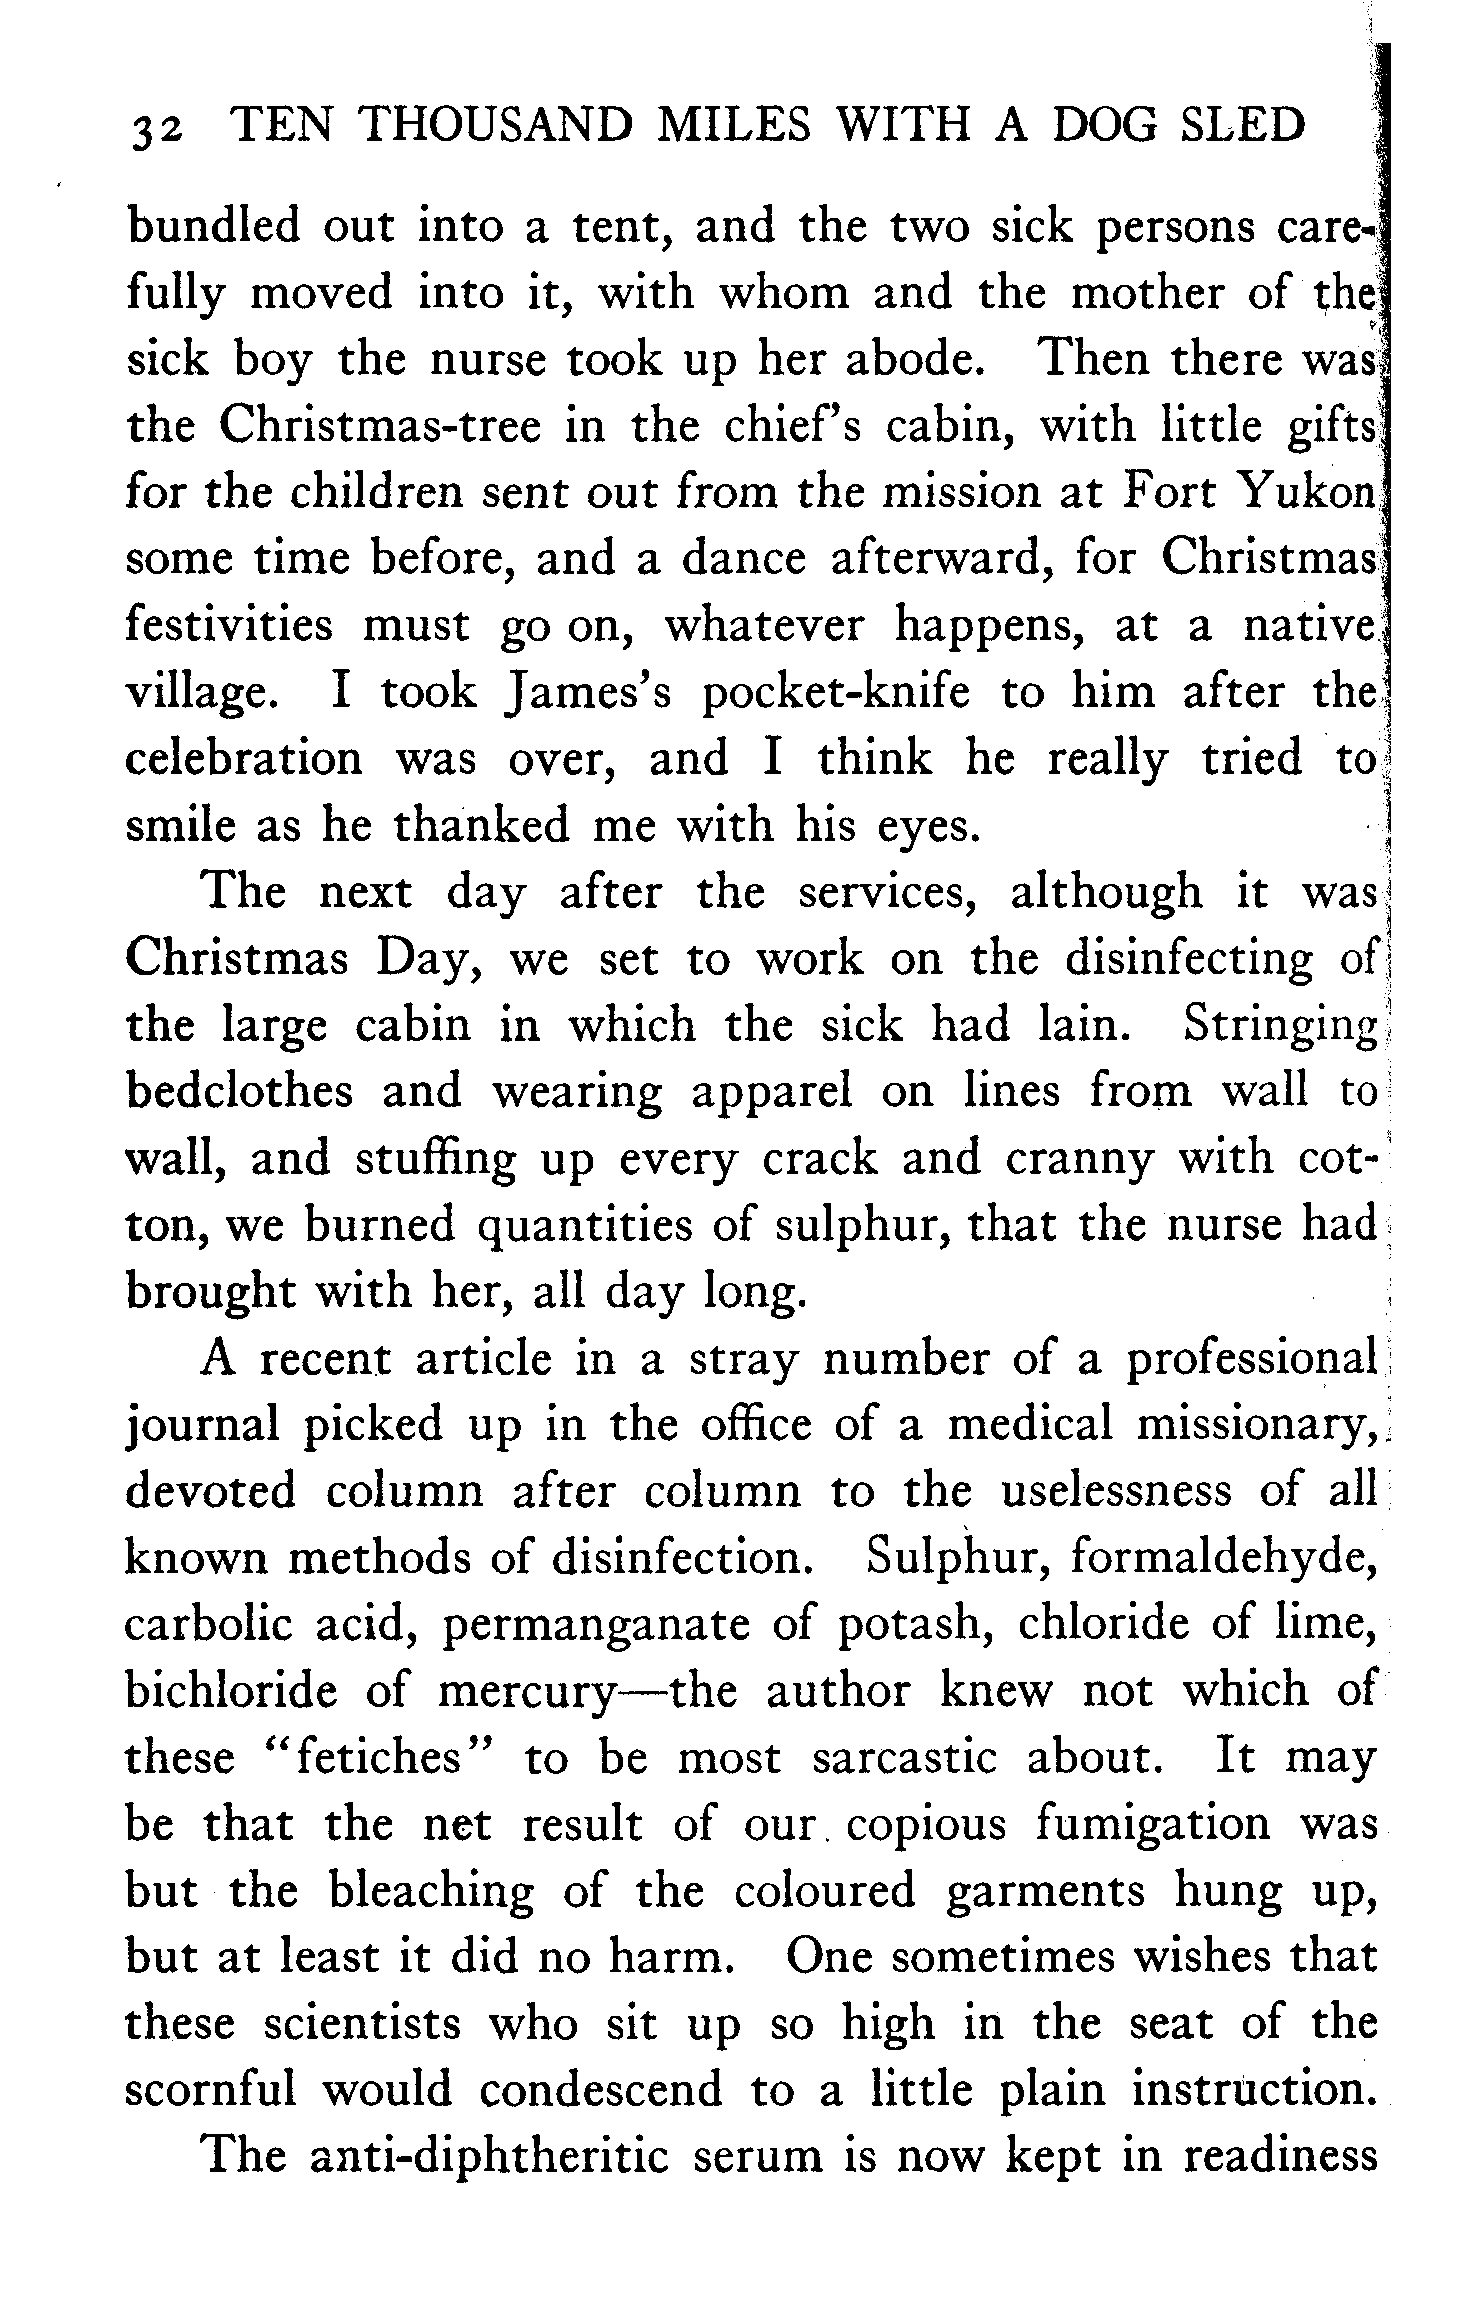 32 TEN THOUSAND MILES WITH A DOG SLED
bundled out into a tent, and the two sick persons care-
fully moved into it, with whom and the mother of the
sick boy the nurse took up her abode. Then there was
the Christmas-tree in the chief's cabin, with little gifts
for the children sent out from the mission at Fort Yukon
some time before, and a dance afterward, for Christmas
festivities must go on, whatever happens, at a native
village. I took James's pocket-knife to him after the
celebration was over, and I think he really tried to
smile as he thanked me with his eyes.
The next day after the services, although it was
Christmas Day, we set to work on the disinfecting of
the large cabin in which the sick had lain. Stringing
bedclothes and wearing apparel on lines from wall to
wall, and stuffing up every crack and cranny with cot-
ton, we burned quantities of sulphur, that the nurse had
brought with her, all day long.
A recent article in a stray number of a professional
journal picked up in the office of a medical missionary,
devoted column after column to the uselessness of all
known methods of disinfection. Sulphur, formaldehyde,
carbolic acid, permanganate of potash, chloride of lime,
bichloride of mercury—the author knew not which of
these "fetiches" to be most sarcastic about. It may
be that the net result of our copious fumigation was
but the bleaching of the coloured garments hung up,
but at least it did no harm. One sometimes wishes that
these scientists who sit up so high in the seat of the
scornful would condescend to a little plain instruction.
The anti-diphtheritic serum is now kept in readiness